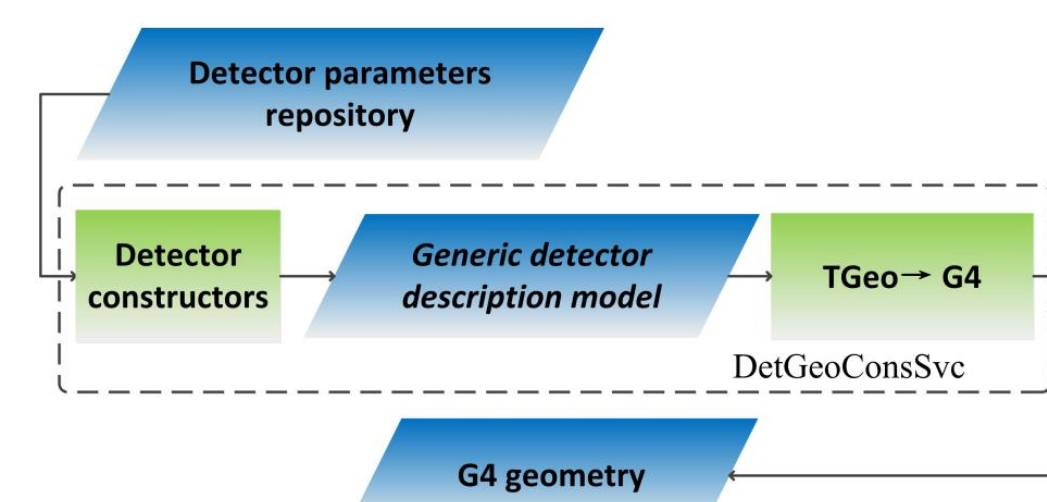 Detector parameters
repository
Detector
constructors
Generic detector
description model
TGeo→ G4
DetGeoConsSvc
G4 geometry